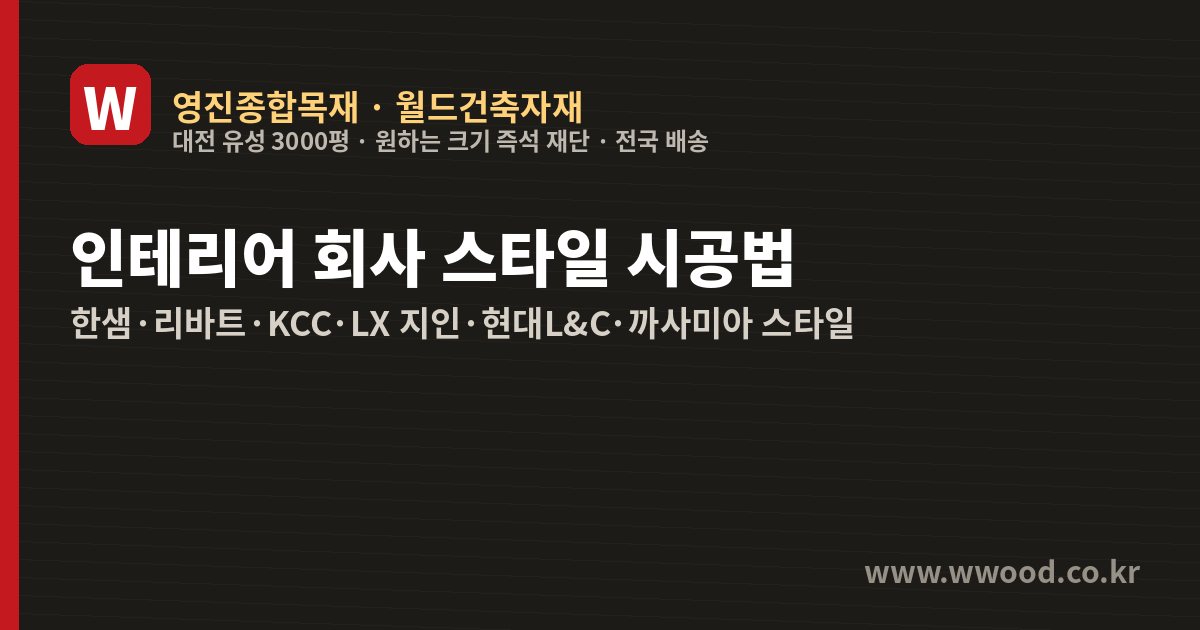 W
영진종합목재 · 월드건축자재
대전 유성 3000평 · 원하는 크기 즉석 재단 · 전국 배송
인테리어 회사 스타일 시공법
한샘·리바트·KCC·LX 지인·현대L&C·까사미아 스타일
www.wwood.co.kr